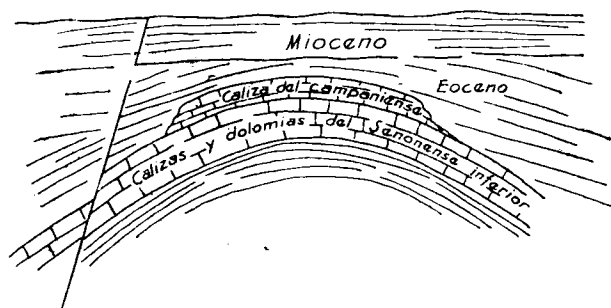 Mioceno
Eoceno
Caliza del campaniense
Calizas y dolomias del Senonense inferior